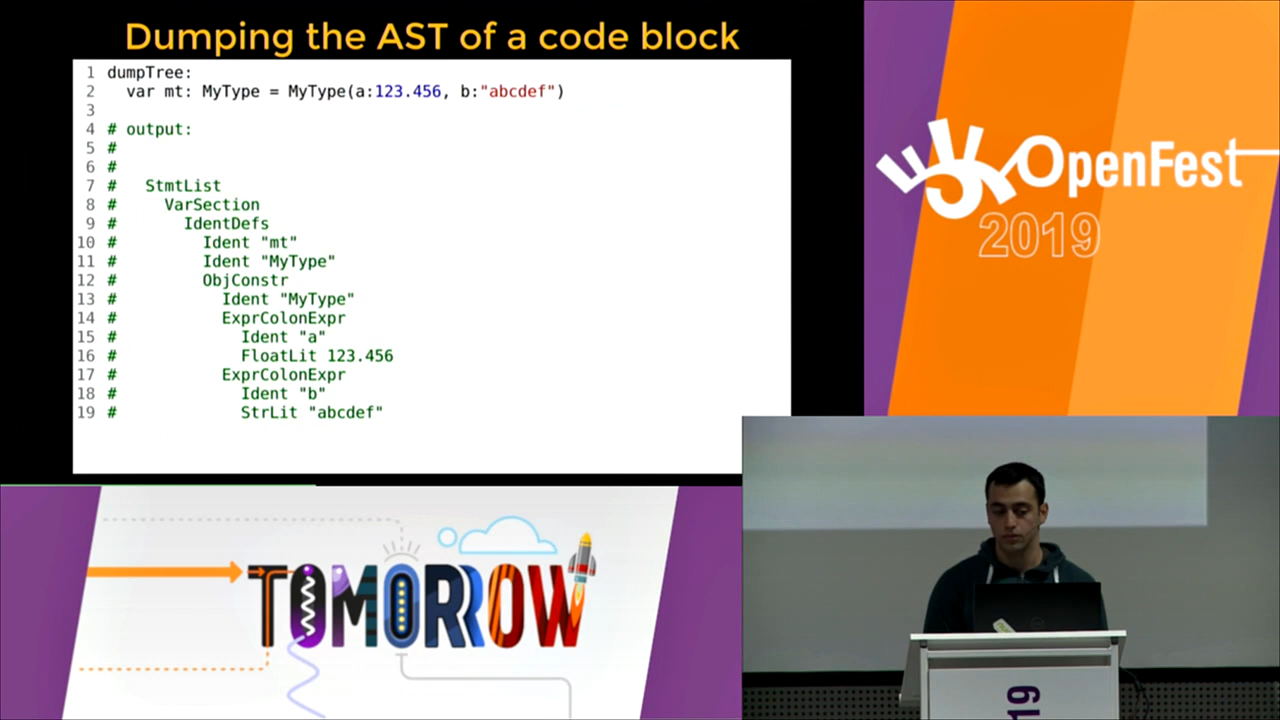 Dumping the AST of a code block
1 dumpTree:
2   var mt: MyType = MyType(a:123.456, b:"abcdef")
3
4 # output:
5 #
6 #
7 #   StmtList
8 #     VarSection
9 #       IdentDefs
10 #         Ident "mt"
11 #         Ident "MyType"
12 #         ObjConstr
13 #           Ident "MyType"
14 #           ExprColonExpr
15 #             Ident "a"
16 #             FloatLit 123.456
17 #           ExprColonExpr
18 #             Ident "b"
19 #             StrLit "abcdef"
OpenFest
2019
TOMORROW
19